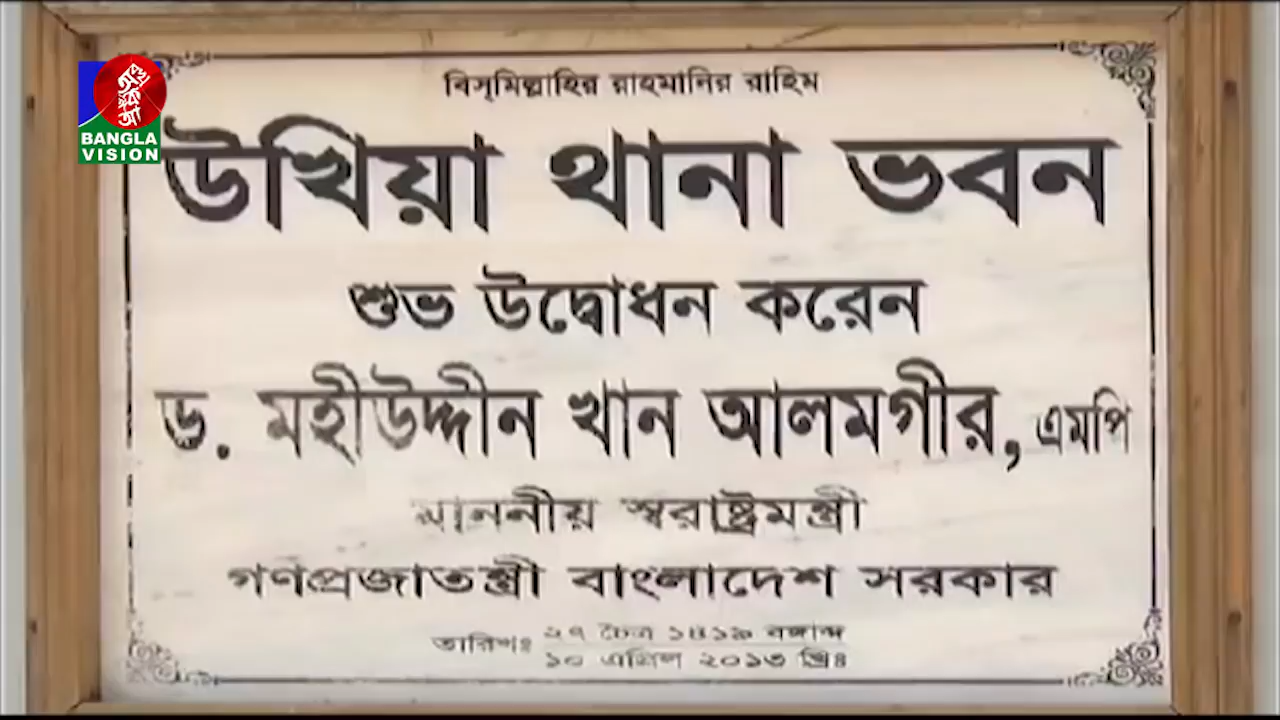 BANGLA
VISION
বিস্‌মিল্লাহির রাহমানির রাহিম
উখিয়া থানা ভবন
শুভ উদ্বোধন করেন
ড. মহীউদ্দীন খান আলমগীর, এমপি
মাননীয় স্বরাষ্ট্রমন্ত্রী
গণপ্রজাতন্ত্রী বাংলাদেশ সরকার
তারিখঃ ২৭ চৈত্র ১৪১৯ বঙ্গাব্দ
১০ এপ্রিল ২০১৩ খ্রিঃ